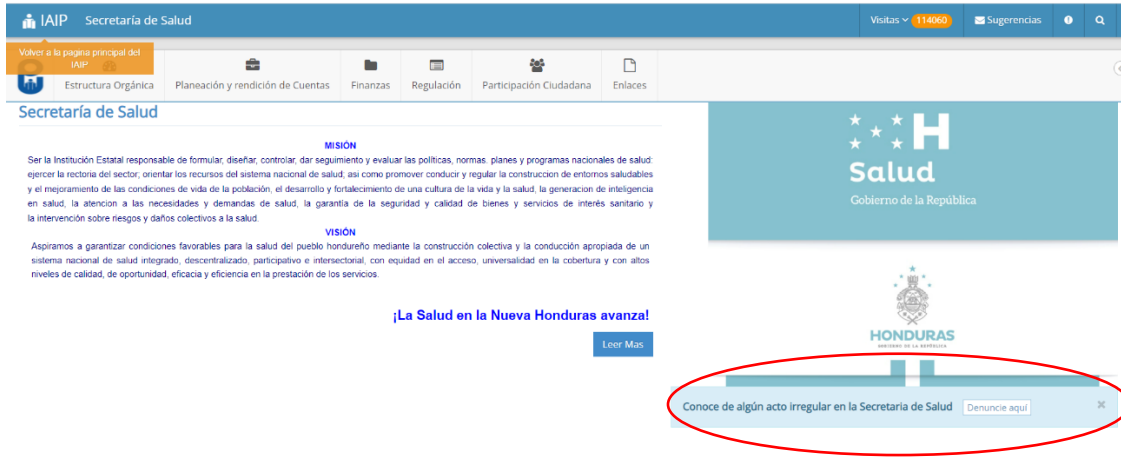 IAIP Secretaría de Salud
Visitas 114060 Sugerencias
Volver a la pagina principal del
IAIP
Estructura Orgánica Planeación y rendición de Cuentas Finanzas Regulación Participación Ciudadana Enlaces
Secretaría de Salud
MISIÓN
Ser la Institución Estatal responsable de formular, diseñar, controlar, dar seguimiento y evaluar las políticas, normas. planes y programas nacionales de salud:
ejercer la rectoria del sector; orientar los recursos del sistema nacional de salud; asi como promover conducir y regular la construccion de entornos saludables
y el mejoramiento de las condiciones de vida de la población, el desarrollo y fortalecimiento de una cultura de la vida y la salud, la generacion de inteligencia
en salud, la atencion a las necesidades y demandas de salud, la garantía de la seguridad y calidad de bienes y servicios de interés sanitario y
la intervención sobre riesgos y daños colectivos a la salud.
VISIÓN
Aspiramos a garantizar condiciones favorables para la salud del pueblo hondureño mediante la construcción colectiva y la conducción apropiada de un
sistema nacional de salud integrado, descentralizado, participativo e intersectorial, con equidad en el acceso, universalidad en la cobertura y con altos
niveles de calidad, de oportunidad, eficacia y eficiencia en la prestación de los servicios.
¡La Salud en la Nueva Honduras avanza!
Leer Mas
H
Salud
Gobierno de la República
HONDURAS
GOBIERNO DE LA REPÚBLICA
Conoce de algún acto irregular en la Secretaria de Salud Denuncie aquí